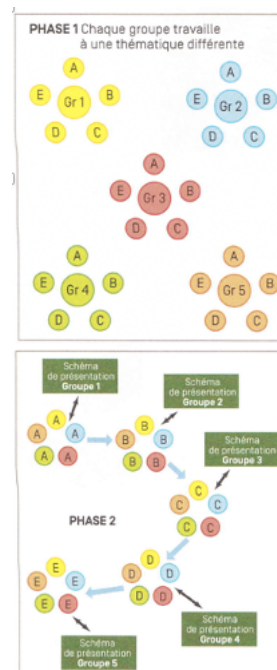 PHASE 1 Chaque groupe travaille
à une thématique différente
A
E Gr 1 B
D C
A
E Gr 2 B
D C
A
E Gr 3 B
D C
A
E Gr 4 B
D C
A
E Gr 5 B
D C
Schéma
de présentation
Groupe 1
Schéma
de présentation
Groupe 2
A
A A
A A
B
B B
B B
Schéma
de présentation
Groupe 3
C
C C
C C
PHASE 2
D
D D
D D
E
E E
E E
Schéma
de présentation
Groupe 4
Schéma
de présentation
Groupe 5